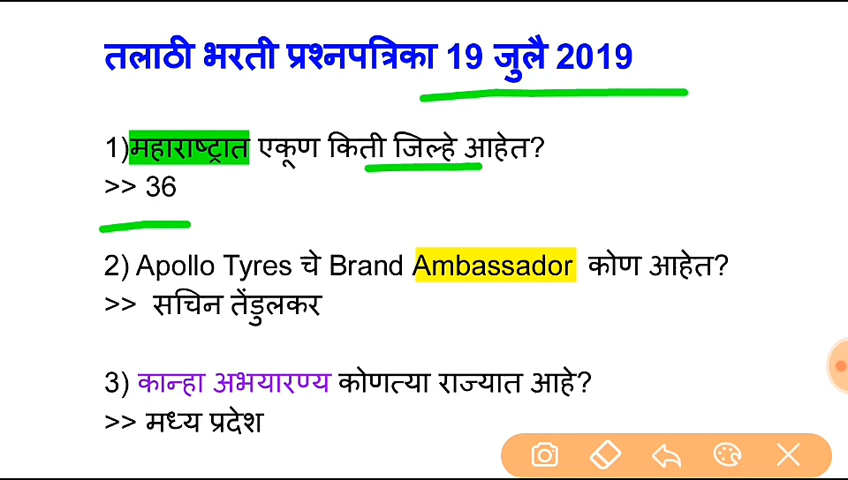 तलाठी भरती प्रश्नपत्रिका 19 जुलै 2019
1)महाराष्ट्रात एकूण किती जिल्हे आहेत?
>> 36
2) Apollo Tyres चे Brand Ambassador कोण आहेत?
>> सचिन तेंडुलकर
3) कान्हा अभयारण्य कोणत्या राज्यात आहे?
>> मध्य प्रदेश